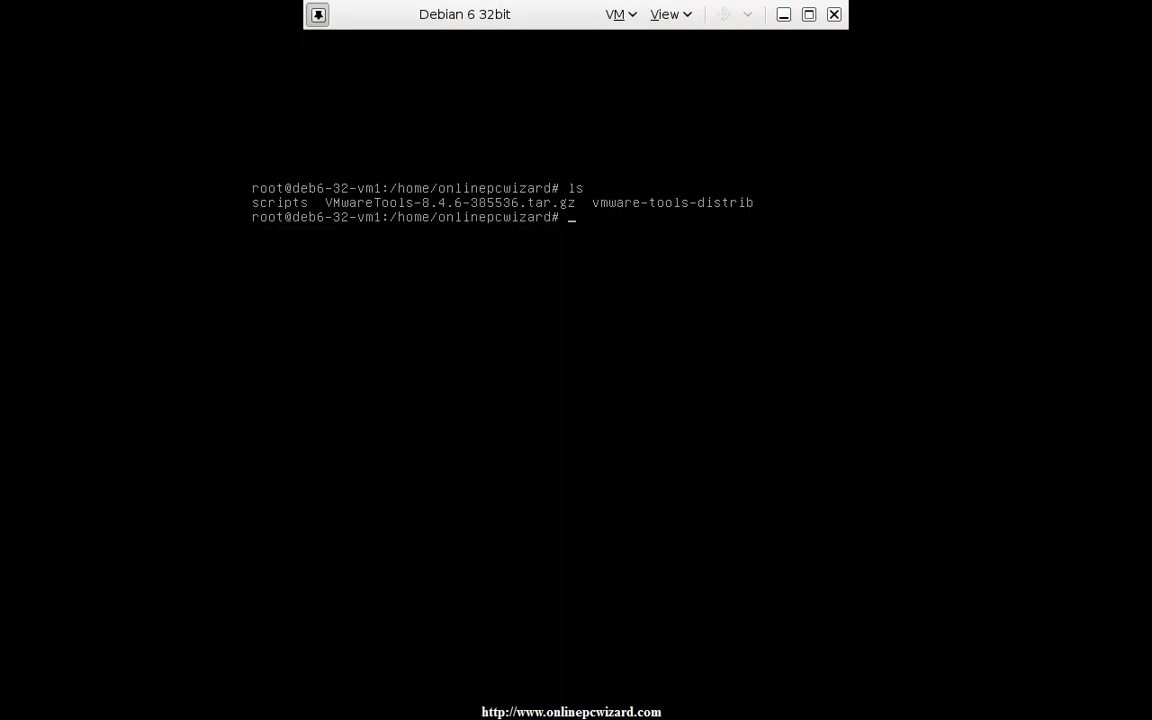 Debian 6 32bit
VM
View
root@deb6-32-vm1:/home/onlinepcwizard# ls
scripts  VMwareTools-8.4.6-385536.tar.gz  vmware-tools-distrib
root@deb6-32-vm1:/home/onlinepcwizard# _
http://www.onlinepcwizard.com